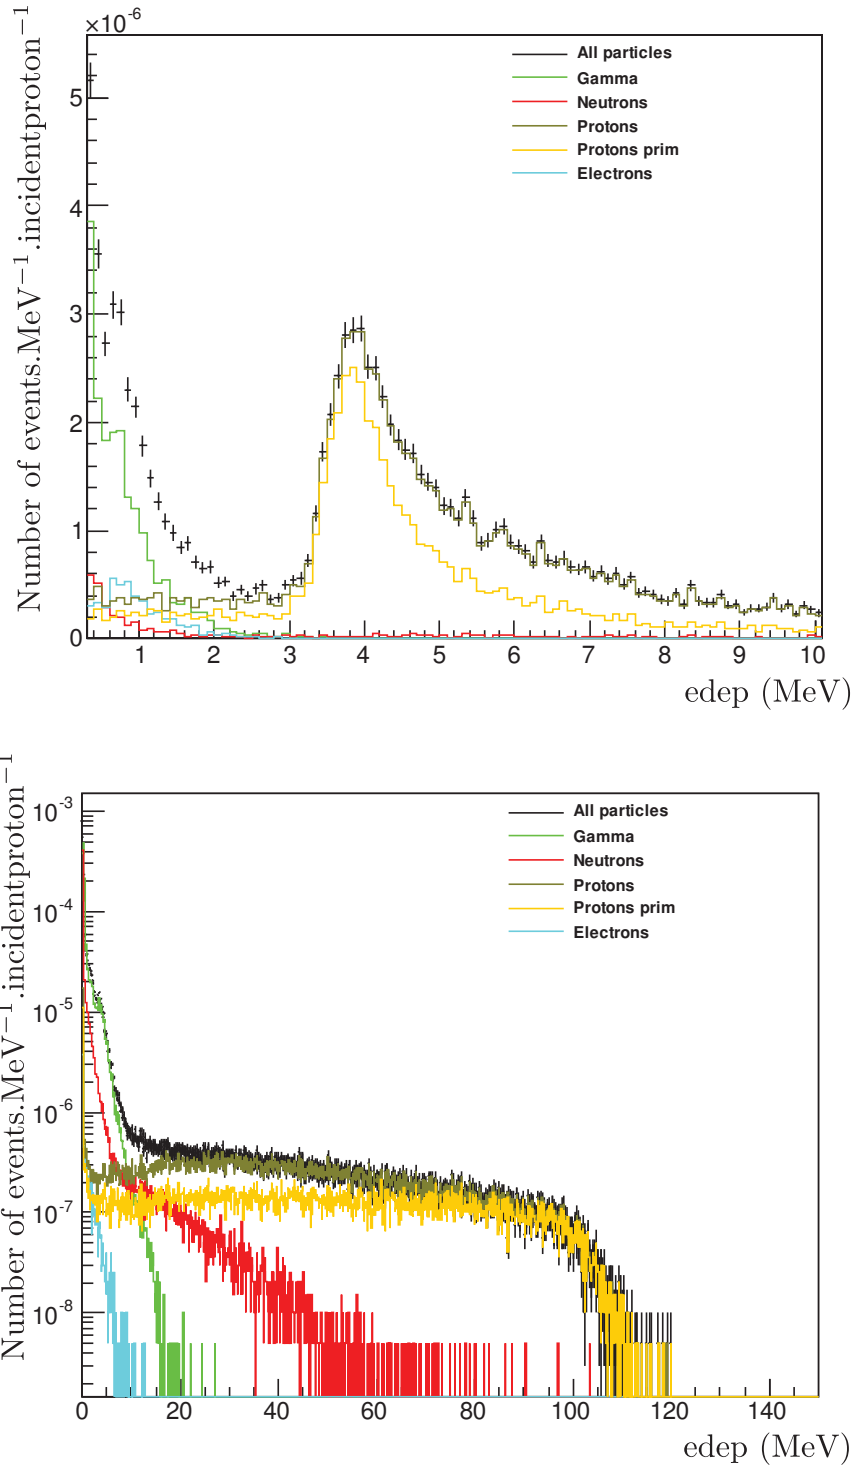 ×10-6
Number of events.MeV−1.incidentproton−1
All particles
Gamma
Neutrons
Protons
Protons prim
Electrons
5
4
3
2
1
0
1 2 3 4 5 6 7 8 9 10
edep (MeV)
Number of events.MeV−1.incidentproton−1
All particles
Gamma
Neutrons
Protons
Protons prim
Electrons
10-3
10-4
10-5
10-6
10-7
10-8
0 20 40 60 80 100 120 140
edep (MeV)